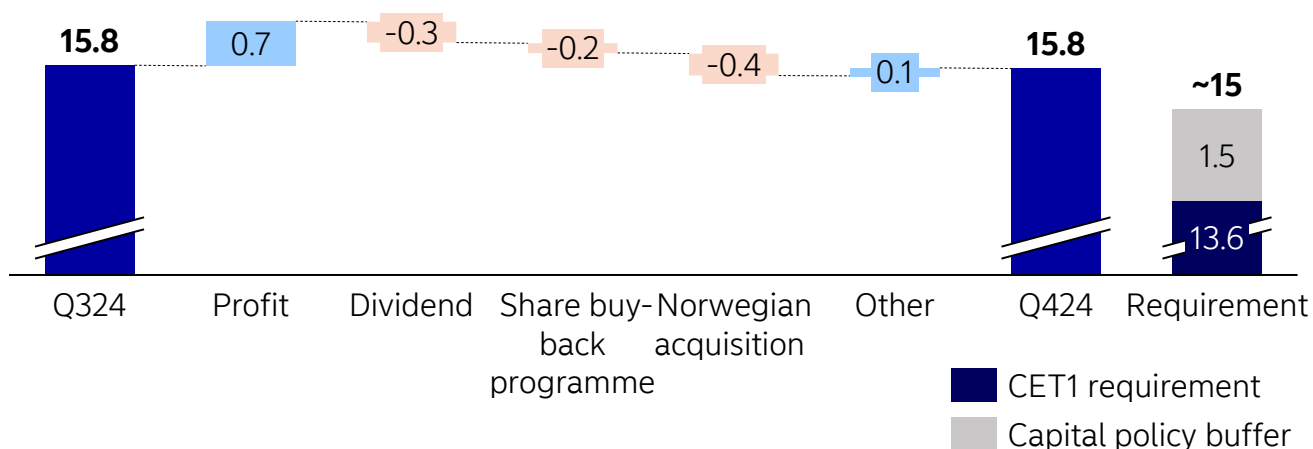 15.8
0.7
-0.3
-0.2
-0.4
0.1
15.8
~15
1.5
13.6
Q324
Profit
Dividend
Share buy-
back
programme
Norwegian
acquisition
Other
Q424
Requirement
CET1 requirement
Capital policy buffer